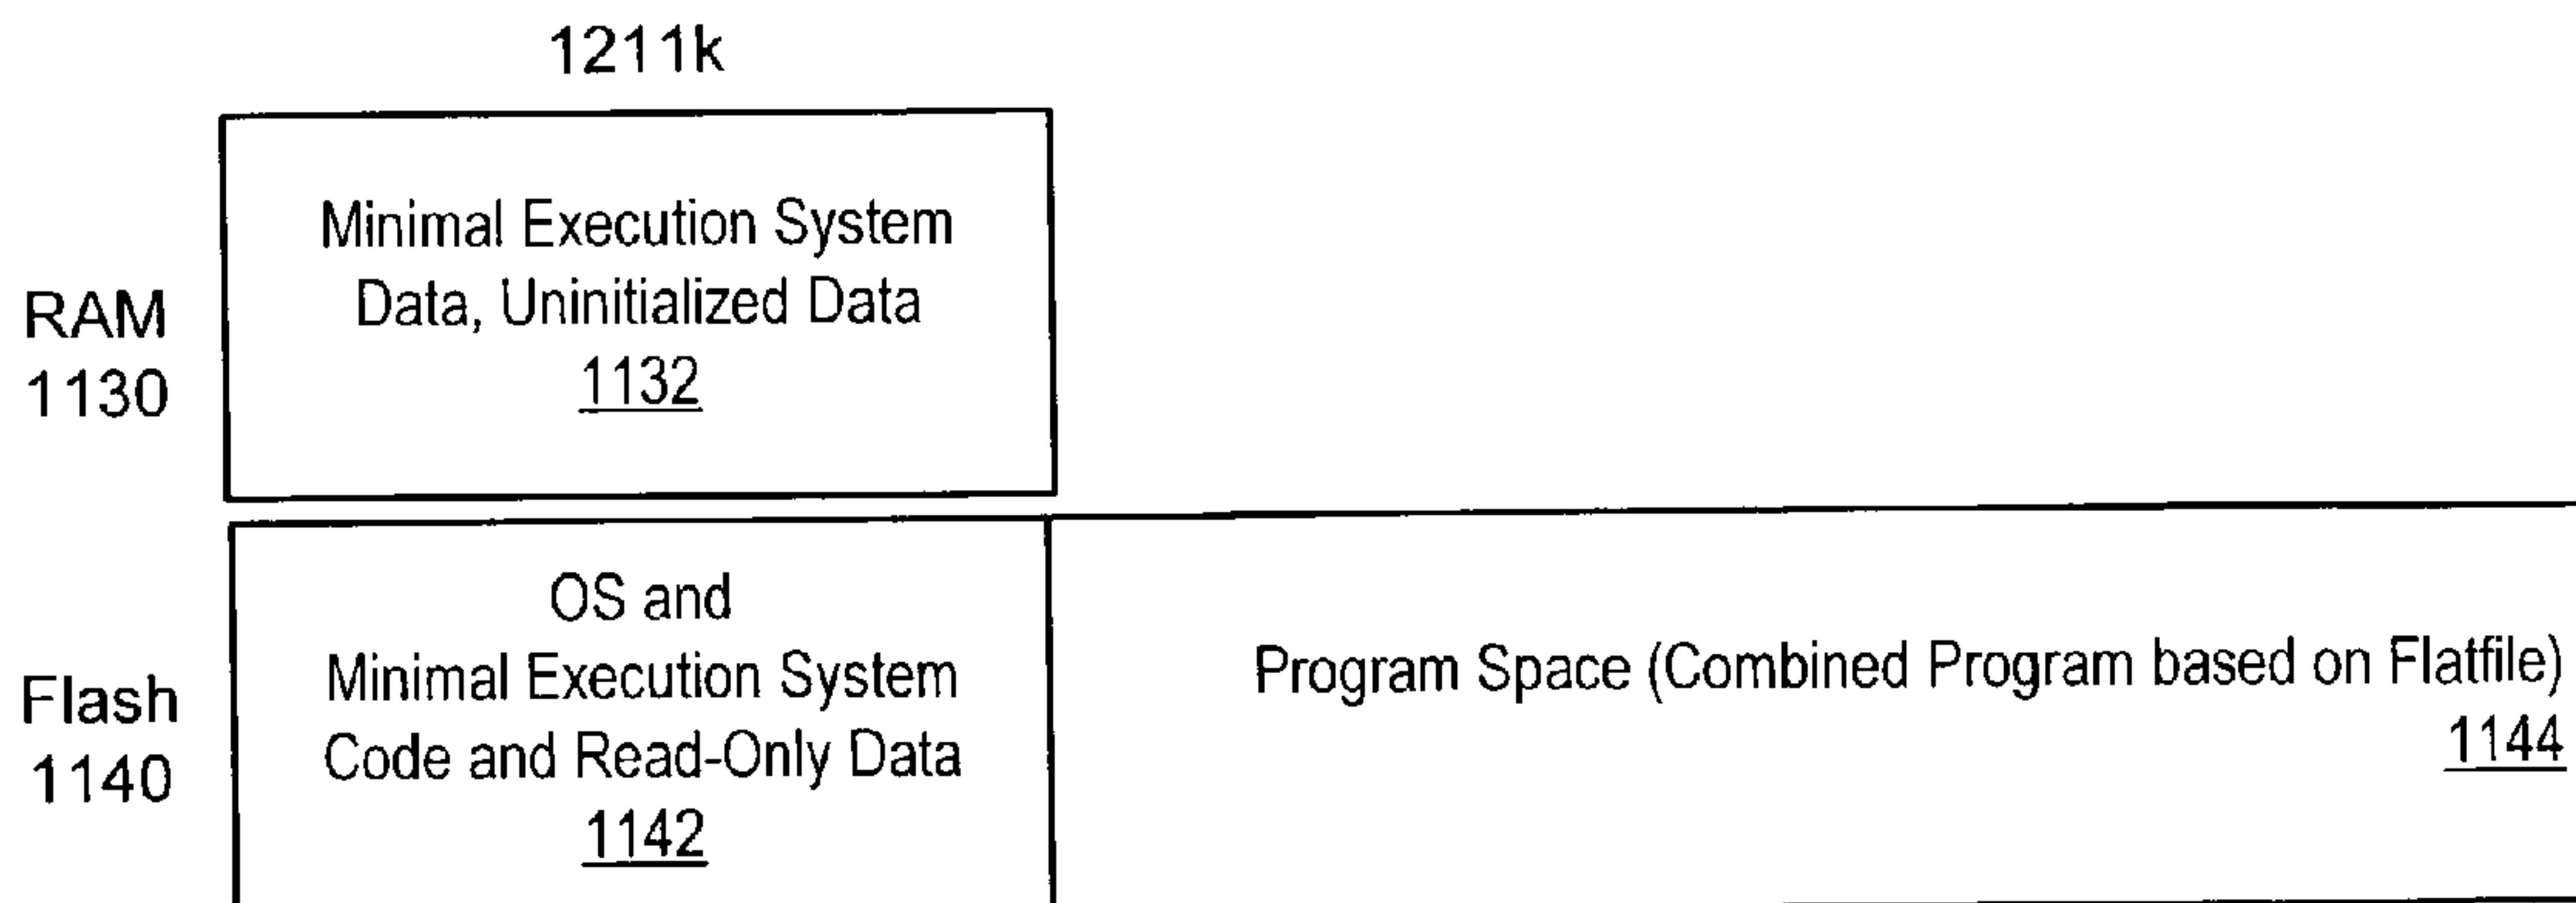 1211k
Minimal Execution System
Data, Uninitialized Data
1132
RAM
1130
OS and
Minimal Execution System
Code and Read-Only Data
1142
Flash
1140
Program Space (Combined Program based on Flatfile)
1144